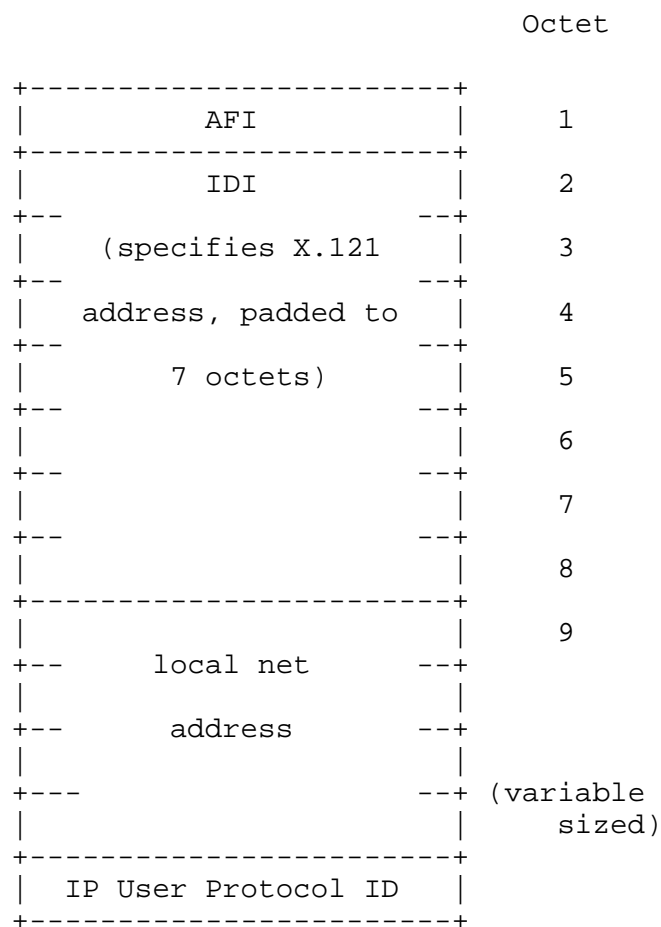 Octet

+------------------------+
|          AFI           |      1
+------------------------+
|          IDI           |      2
+--                    --+
|    (specifies X.121    |      3
+--                    --+
|   address, padded to   |      4
+--                    --+
|        7 octets)       |      5
+--                    --+
|                        |      6
+--                    --+
|                        |      7
+--                    --+
|                        |      8
+------------------------+
|                        |      9
+--     local net      --+
|                        |
+--      address       --+
|                        |
+---                   --+ (variable
|                        |     sized)
+------------------------+
|  IP User Protocol ID   |
+------------------------+